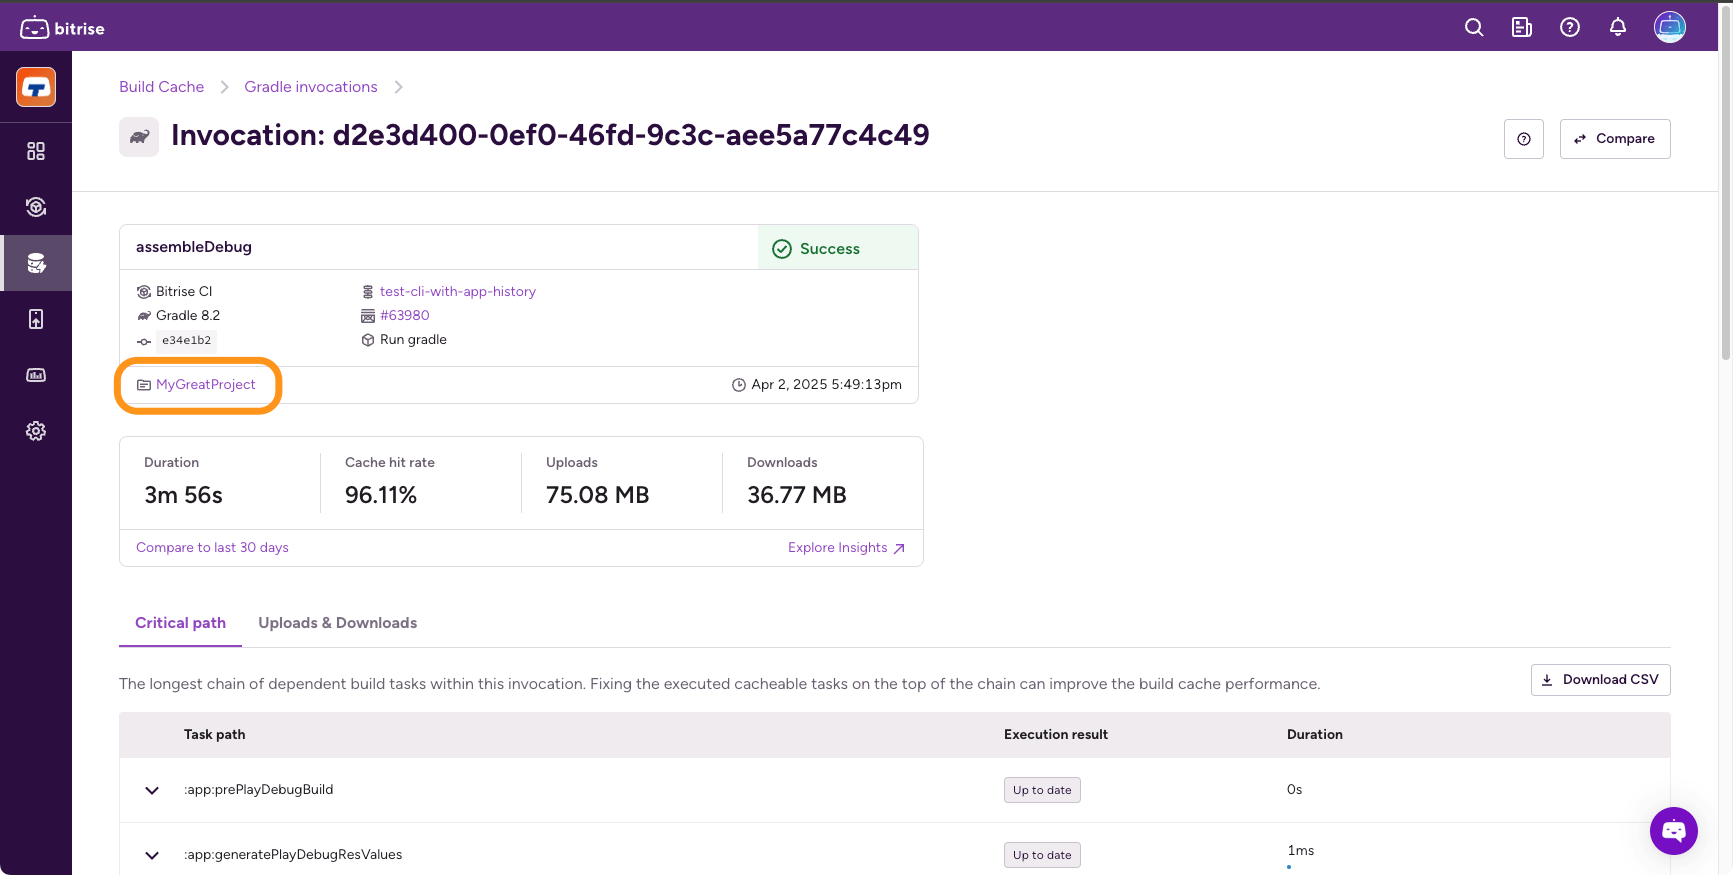 bitrise
Build Cache
Gradle invocations
Invocation: d2e3d400-0ef0-46fd-9c3c-aee5a77c4c49
Compare
assembleDebug
Success
Bitrise CI
test-cli-with-app-history
Gradle 8.2
#63980
e34e1b2
Run gradle
MyGreatProject
Apr 2, 2025 5:49:13pm
Duration
Cache hit rate
Uploads
Downloads
3m 56s
96.11%
75.08 MB
36.77 MB
Compare to last 30 days
Explore Insights
Critical path
Uploads & Downloads
The longest chain of dependent build tasks within this invocation. Fixing the executed cacheable tasks on the top of the chain can improve the build cache performance.
Download CSV
Task path
Execution result
Duration
:app:prePlayDebugBuild
Up to date
0s
:app:generatePlayDebugResValues
Up to date
1ms